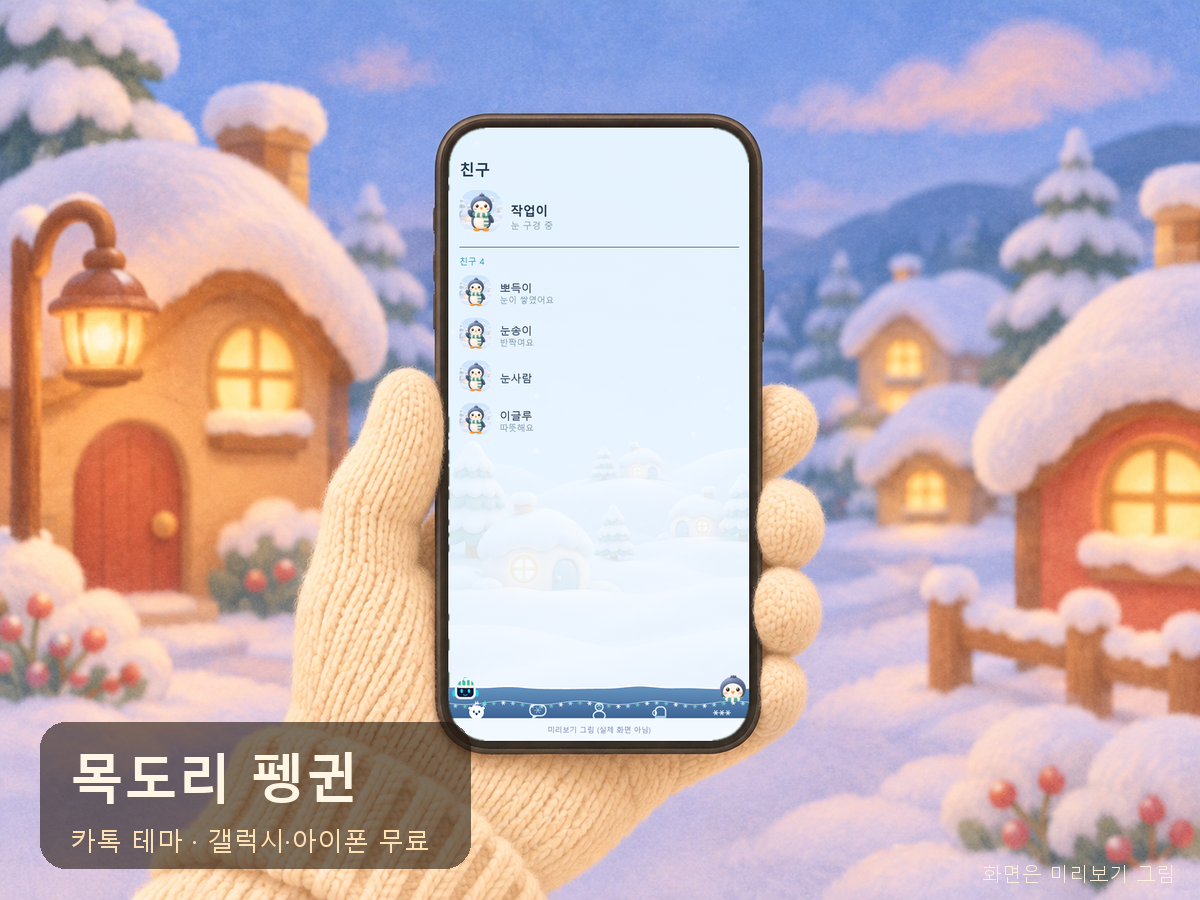 친구
작업이
눈 구경 중
친구 4
뽀득이
눈이 쌓였어요
눈송이
반짝여요
눈사람
이글루
따뜻해요
미리보기 그림 (실제 화면 아님)
목도리 펭귄
카톡 테마 · 갤럭시·아이폰 무료
화면은 미리보기 그림